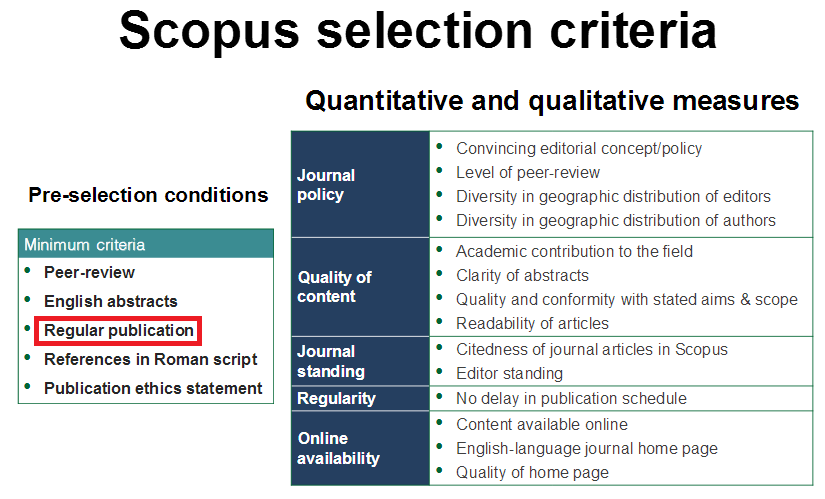 Scopus selection criteria
Quantitative and qualitative measures
Pre-selection conditions
Minimum criteria
• Peer-review
• English abstracts
• Regular publication
• References in Roman script
• Publication ethics statement
Journal
policy
• Convincing editorial concept/policy
• Level of peer-review
• Diversity in geographic distribution of editors
• Diversity in geographic distribution of authors
Quality of
content
• Academic contribution to the field
• Clarity of abstracts
• Quality and conformity with stated aims & scope
• Readability of articles
Journal
standing
• Citedness of journal articles in Scopus
• Editor standing
Regularity
• No delay in publication schedule
Online
availability
• Content available online
• English-language journal home page
• Quality of home page